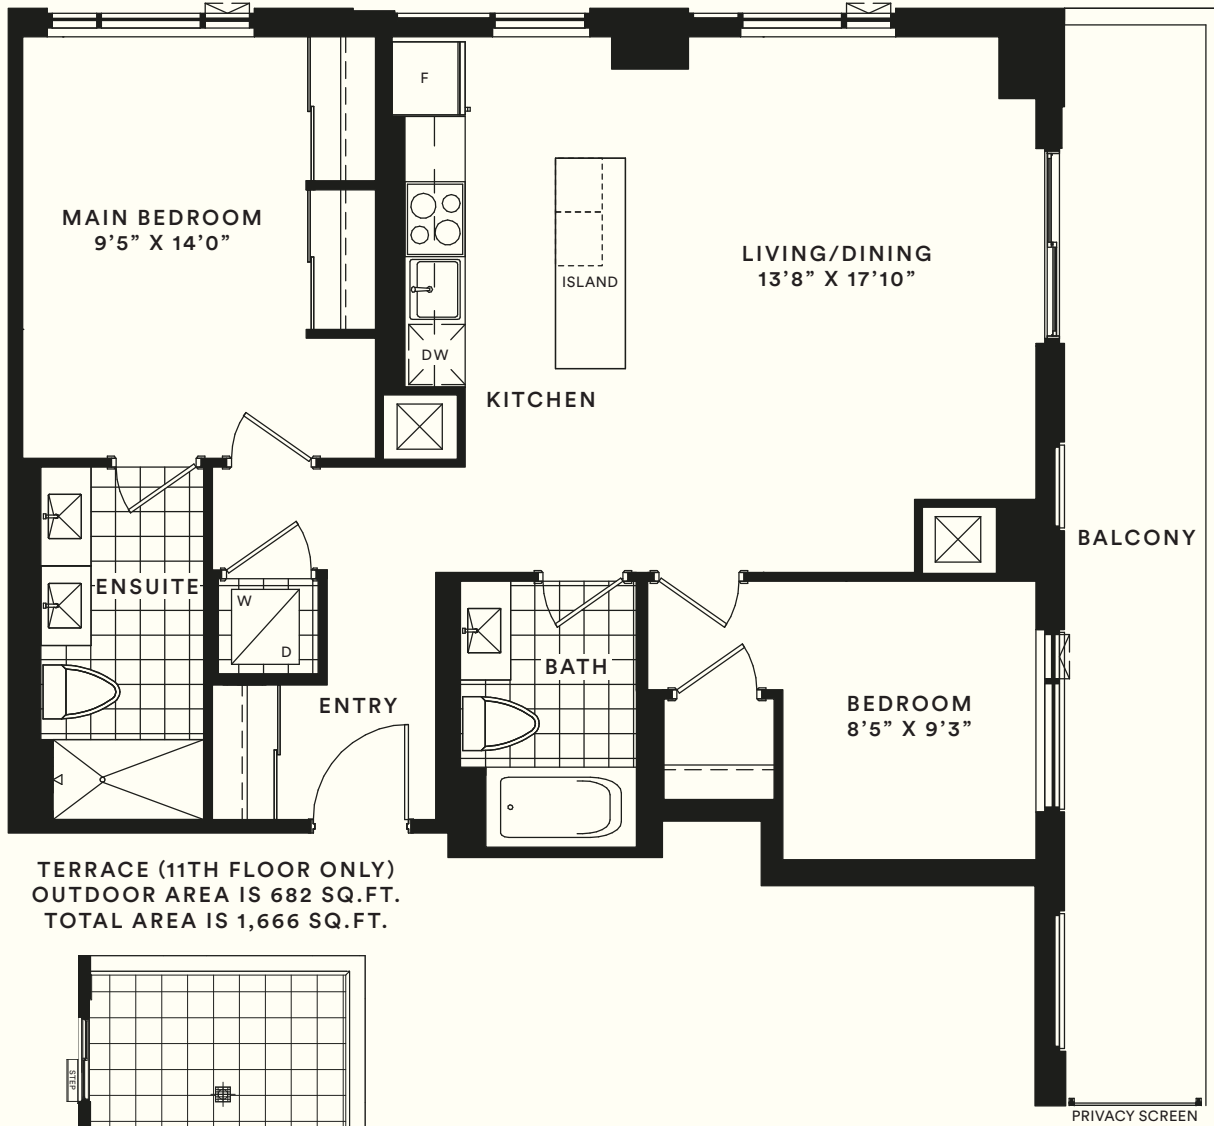 F
MAIN BEDROOM
9’5” X 14’0”
LIVING/DINING
13’8” X 17’10”
ISLAND
DW
KITCHEN
BALCONY
ENSUITE
W
D
BATH
ENTRY
BEDROOM
8’5” X 9’3”
TERRACE (11TH FLOOR ONLY)
OUTDOOR AREA IS 682 SQ.FT.
TOTAL AREA IS 1,666 SQ.FT.
STEP
PRIVACY SCREEN